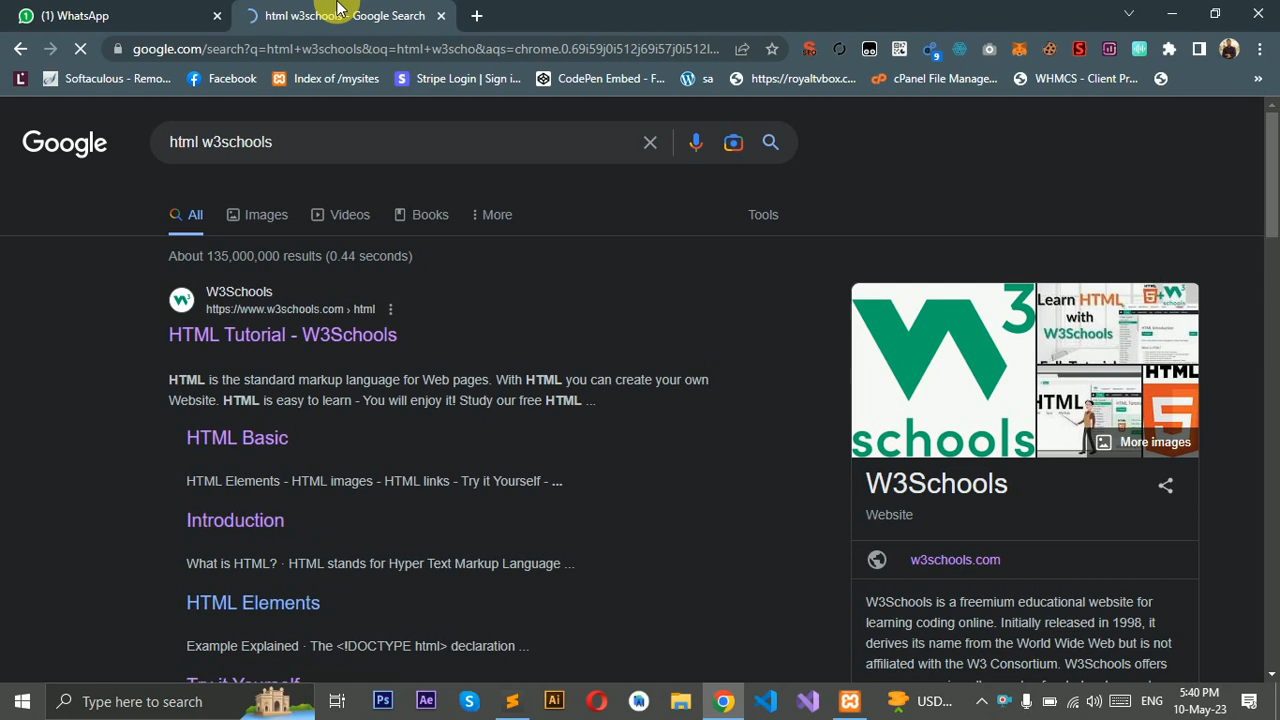 (1) WhatsApp
html w3schools - Google Search
google.com/search?q=html+w3schools&oq=html+w3scho&aqs=chrome.0.69i59j0i512j69i57j0i512l...
9
Softaculous - Remo...
Facebook
Index of /mysites
Stripe Login | Sign i...
CodePen Embed - F...
sa
https://royaltvbox....
cPanel File Manage...
WHMCS - Client Pr...
»
Google
html w3schools
All
Images
Videos
Books
More
Tools
About 135,000,000 results (0.44 seconds)
W3Schools
https://www.w3schools.com › html
HTML Tutorial - W3Schools
HTML is the standard markup language for Web pages. With HTML you can create your own
Website. HTML is easy to learn - You will enjoy it! Study our free HTML ...
HTML Basic
HTML Elements - HTML images - HTML links - Try it Yourself - ...
Introduction
What is HTML? · HTML stands for Hyper Text Markup Language ...
HTML Elements
Example Explained · The <!DOCTYPE html> declaration ...
Try it Yourself
3
schools
Learn HTML
with
W3Schools
HTML
More images
W3Schools
Website
w3schools.com
W3Schools is a freemium educational website for
learning coding online. Initially released in 1998, it
derives its name from the World Wide Web but is not
affiliated with the W3 Consortium. W3Schools offers
Type here to search
Ps
Ae
Ai
USD...
ENG
5:40 PM
10-May-23